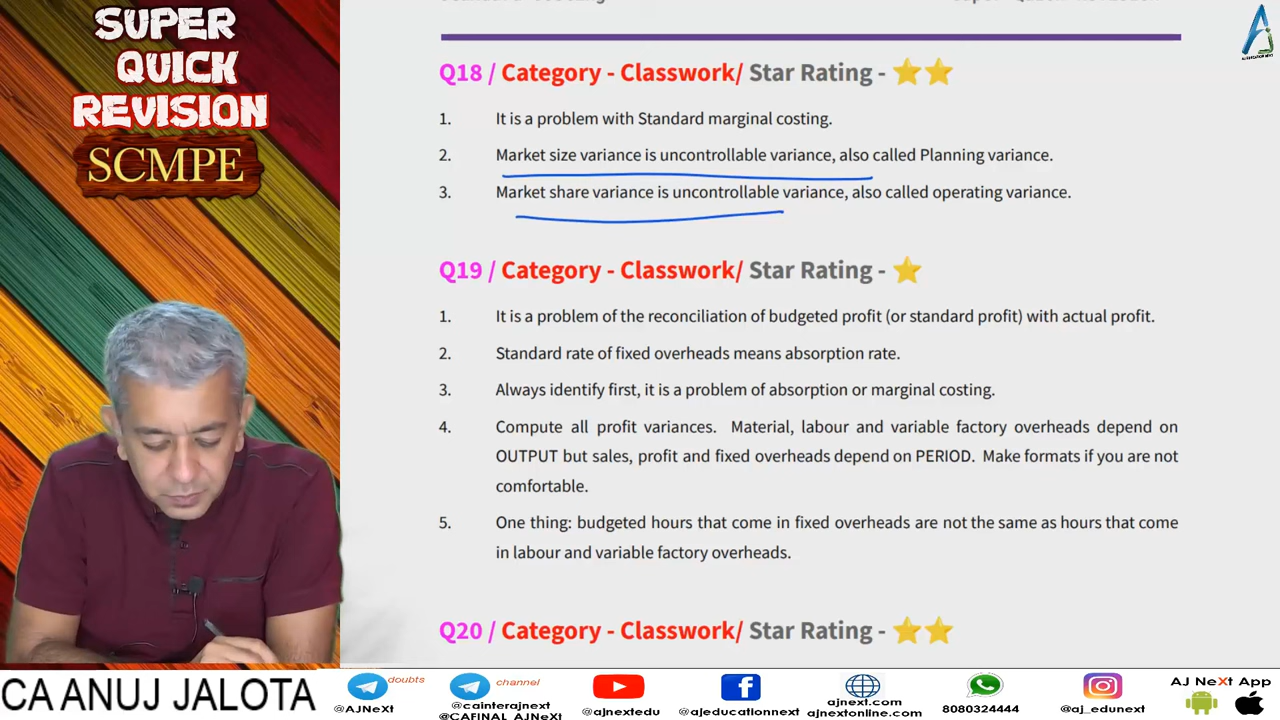 SUPER
QUICK
REVISION
SCMPE
Q18 / Category - Classwork/ Star Rating - ⭐⭐
1. It is a problem with Standard marginal costing.
2. Market size variance is uncontrollable variance, also called Planning variance.
3. Market share variance is uncontrollable variance, also called operating variance.
Q19 / Category - Classwork/ Star Rating - ⭐
1. It is a problem of the reconciliation of budgeted profit (or standard profit) with actual profit.
2. Standard rate of fixed overheads means absorption rate.
3. Always identify first, it is a problem of absorption or marginal costing.
4. Compute all profit variances. Material, labour and variable factory overheads depend on
OUTPUT but sales, profit and fixed overheads depend on PERIOD. Make formats if you are not
comfortable.
5. One thing: budgeted hours that come in fixed overheads are not the same as hours that come
in labour and variable factory overheads.
Q20 / Category - Classwork/ Star Rating - ⭐⭐
CA ANUJ JALOTA
doubts
@AJNeXt
channel
@cainterajnext
@CAFINAL_AJNeXt
@ajnextedu
@ajeducationnext
ajnext.com
ajnextonline.com
8080324444
@aj_edunext
AJ NeXt App